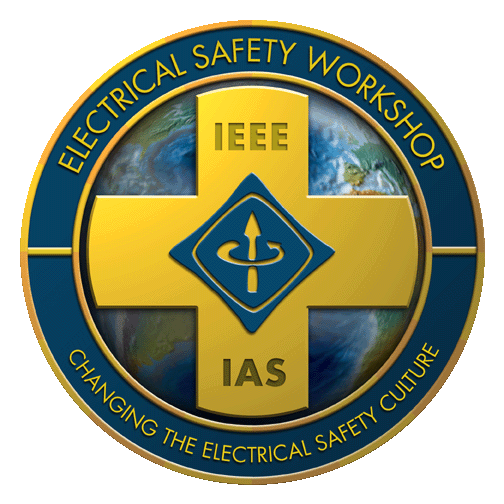 ELECTRICAL SAFETY WORKSHOP
IEEE
IAS
CHANGING THE ELECTRICAL SAFETY CULTURE